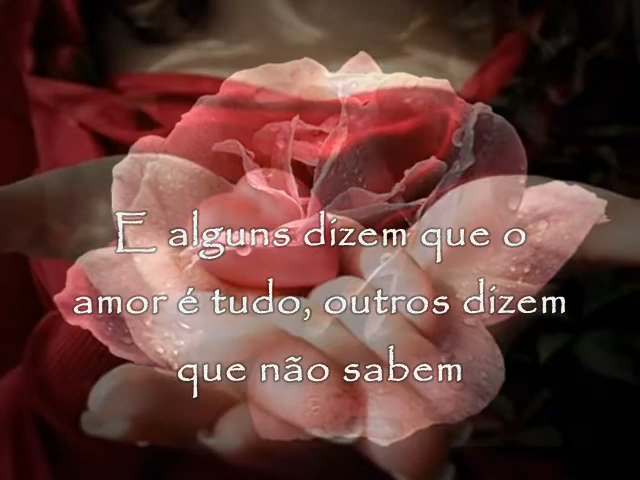 E alguns dizem que o
amor é tudo, outros dizem
que não sabem